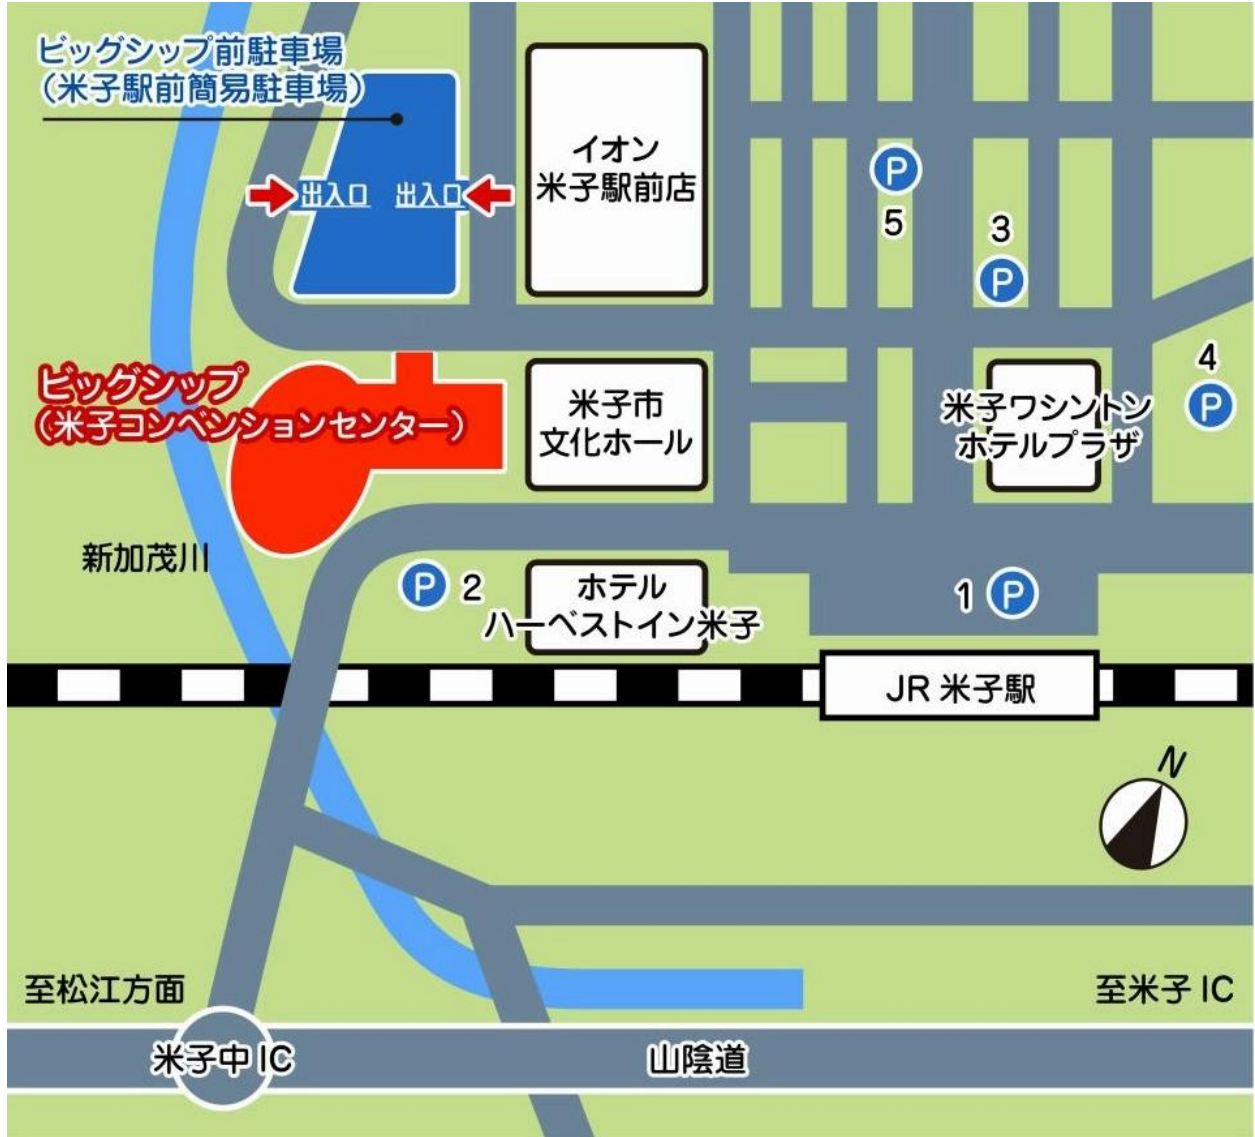 ビッグシップ前駐車場
（米子駅前簡易駐車場）
イオン
米子駅前店
出入口
出入口
P
5
3
P
4
P
ビッグシップ
（米子コンベンションセンター）
米子市
文化ホール
米子ワシントン
ホテルプラザ
新加茂川
P 2
ホテル
ハーベストイン米子
1 P
JR 米子駅
N
至松江方面
至米子 IC
米子中 IC
山陰道